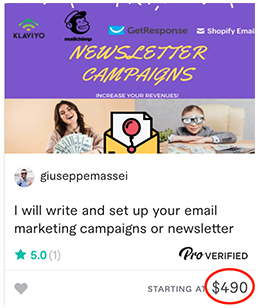 KLAVIYO
mailchimp
GetResponse
Shopify Email
NEWSLETTER
CAMPAIGNS
INCREASE YOUR REVENUES!
giuseppemassei
I will write and set up your email
marketing campaigns or newsletter
5.0 (1)
Pro VERIFIED
STARTING AT $490